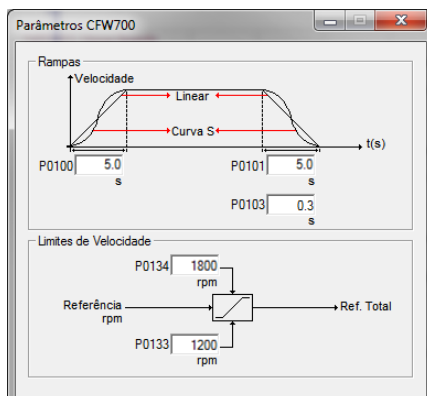 Parâmetros CFW700
Rampas
Velocidade
Linear
Curva S
t(s)
P0100 5.0 P0101 5.0
s s
P0103 0.3
s
Limites de Velocidade
P0134 1800
rpm
Referência Ref. Total
rpm
P0133 1200
rpm